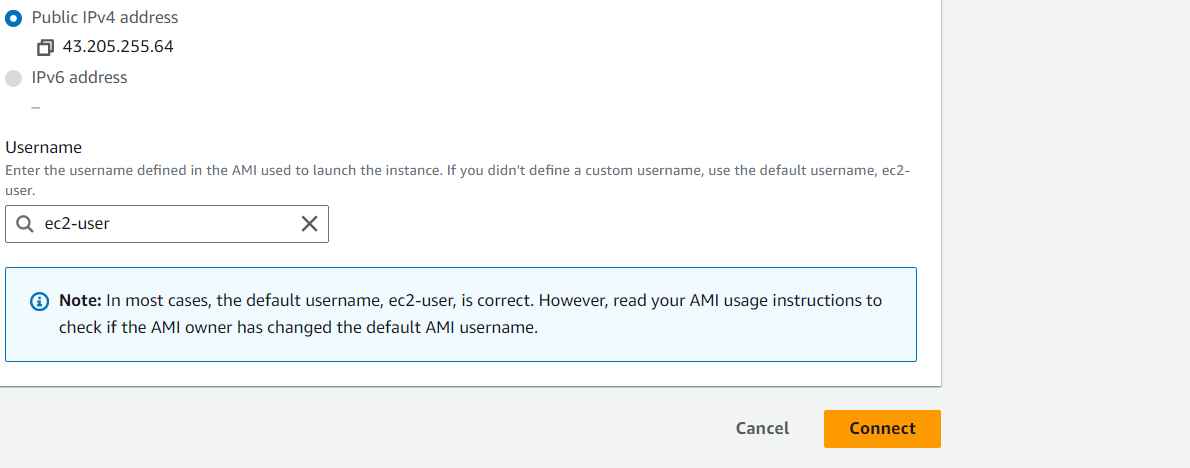 Public IPv4 address
43.205.255.64
IPv6 address
–
Username
Enter the username defined in the AMI used to launch the instance. If you didn't define a custom username, use the default username, ec2-
user.
ec2-user
Note: In most cases, the default username, ec2-user, is correct. However, read your AMI usage instructions to
check if the AMI owner has changed the default AMI username.
Cancel
Connect